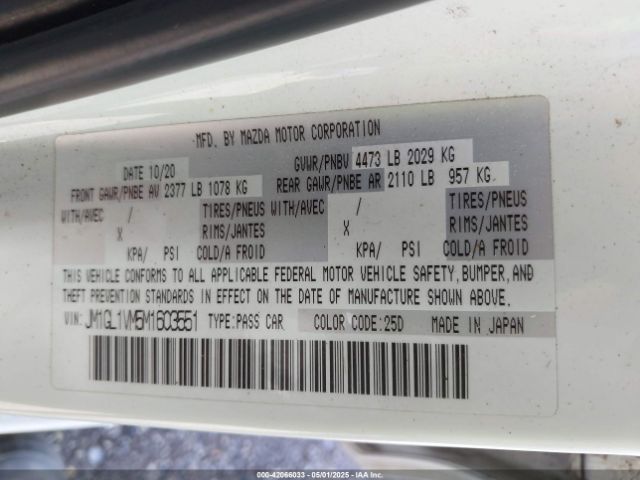 MFD. BY MAZDA MOTOR CORPORATION
DATE 10/20 GVWR/PNBV 4473 LB 2029 KG
FRONT GAWR/PNBE AV 2377 LB 1078 KG REAR GAWR/PNBE AR 2110 LB 957 KG
WITH/AVEC / TIRES/PNEUS WITH/AVEC / TIRES/PNEUS
X RIMS/JANTES X RIMS/JANTES
KPA/ PSI COLD/A FROID KPA/ PSI COLD/A FROID
THIS VEHICLE CONFORMS TO ALL APPLICABLE FEDERAL MOTOR VEHICLE SAFETY, BUMPER, AND
THEFT PREVENTION STANDARDS IN EFFECT ON THE DATE OF MANUFACTURE SHOWN ABOVE.
VIN: JM1GL1VM5M1603551 TYPE: PASS CAR COLOR CODE: 25D MADE IN JAPAN
000-42066033 — 05/01/2025 — IAA Inc.